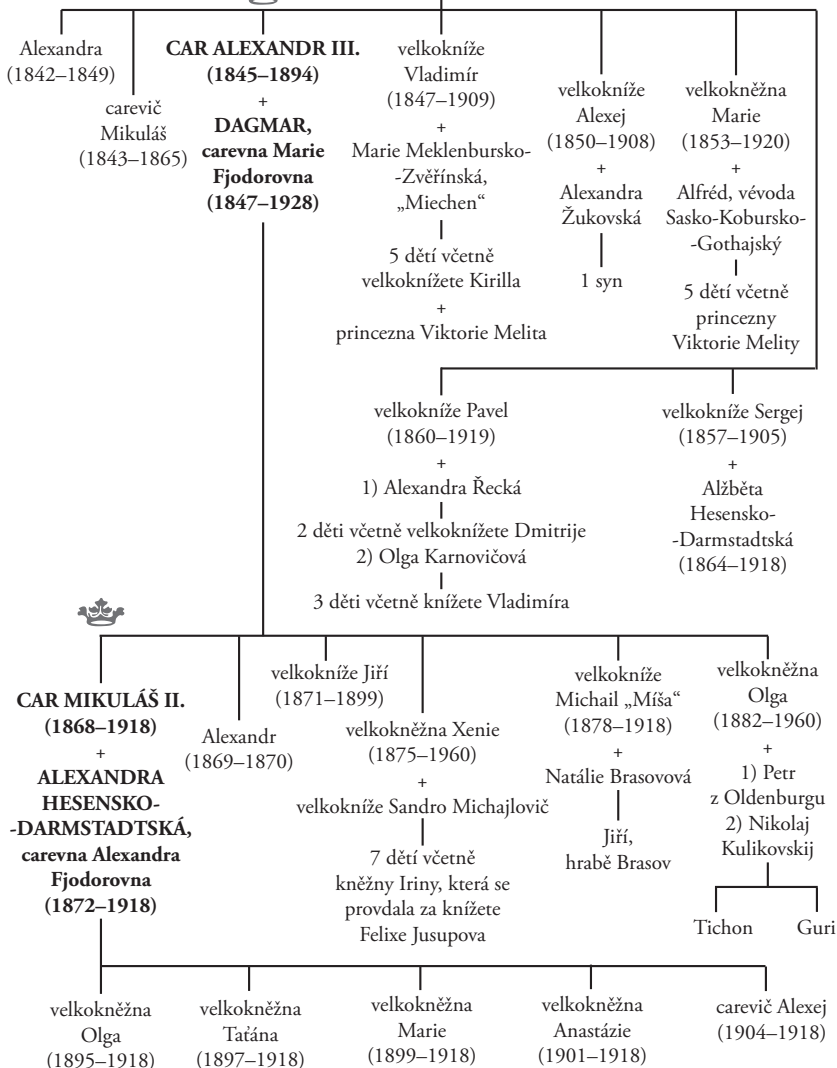 Alexandra
(1842–1849)
carevič
Mikuláš
(1843–1865)
CAR ALEXANDR III.
(1845–1894)
+
DAGMAR,
carevna Marie
Fjodorovna
(1847–1928)
velkokníže
Vladimír
(1847–1909)
+
Marie Meklenbursko-
-Zvěřínská,
„Miechen“
5 dětí včetně
velkoknížete Kirilla
+
princezna Viktorie Melita
velkokníže
Alexej
(1850–1908)
+
Alexandra
Žukovská
1 syn
velkokněžna
Marie
(1853–1920)
+
Alfréd, vévoda
Sasko-Kobursko-
-Gothajský
5 dětí včetně
princezny
Viktorie Melity
velkokníže Pavel
(1860–1919)
+
1) Alexandra Řecká
2 děti včetně velkoknížete Dmitrije
2) Olga Karnovičová
3 děti včetně knížete Vladimíra
velkokníže Sergej
(1857–1905)
+
Alžběta
Hesensko-
-Darmstadtská
(1864–1918)
CAR MIKULÁŠ II.
(1868–1918)
+
ALEXANDRA
HESENSKO-
-DARMSTADTSKÁ,
carevna Alexandra
Fjodorovna
(1872–1918)
Alexandr
(1869–1870)
velkokníže Jiří
(1871–1899)
velkokněžna Xenie
(1875–1960)
+
velkokníže Sandro Michajlovič
7 dětí včetně
kněžny Iriny, která se
provdala za knížete
Felixe Jusupova
velkokníže
Michail „Míša“
(1878–1918)
+
Natálie Brasovová
Jiří,
hrabě Brasov
velkokněžna
Olga
(1882–1960)
+
1) Petr
z Oldenburgu
2) Nikolaj
Kulikovskij
Tichon
Guri
velkokněžna
Olga
(1895–1918)
velkokněžna
Taťána
(1897–1918)
velkokněžna
Marie
(1899–1918)
velkokněžna
Anastázie
(1901–1918)
carevič Alexej
(1904–1918)